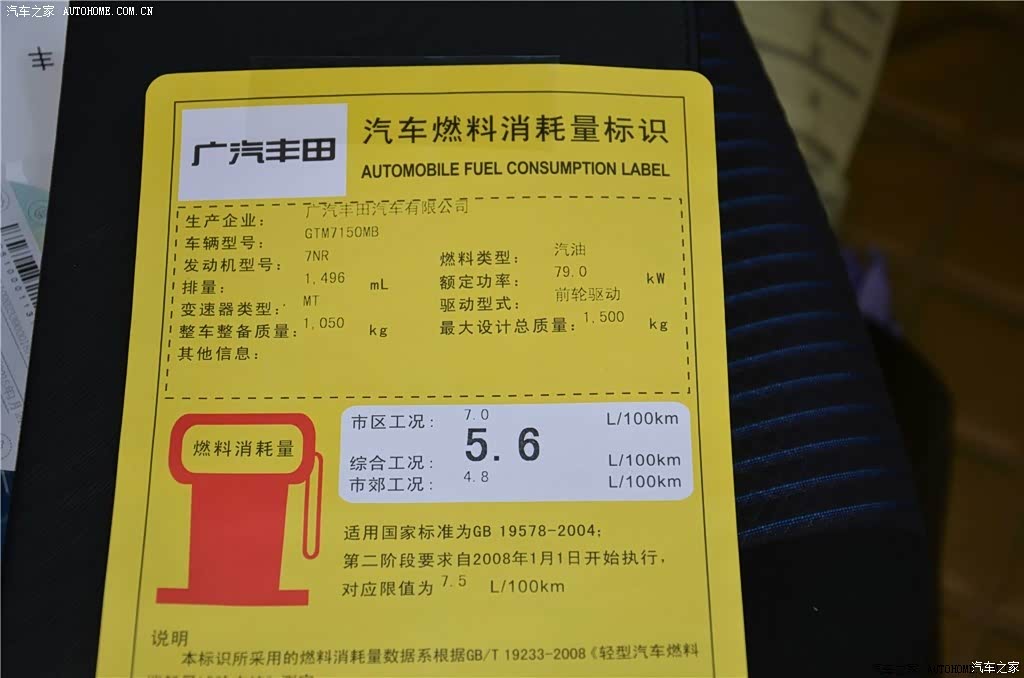 汽车之家 AUTOHOME.COM.CN
丰
广汽丰田
汽车燃料消耗量标识
AUTOMOBILE FUEL CONSUMPTION LABEL
生产企业： 广汽丰田汽车有限公司
车辆型号： GTM7150MB
发动机型号： 7NR 燃料类型： 汽油
排量： 1,496 mL 额定功率： 79.0 kW
变速器类型： MT 驱动型式： 前轮驱动
整车整备质量： 1,050 kg 最大设计总质量： 1,500 kg
其他信息：
燃料消耗量
市区工况： 7.0 L/100km
综合工况： 5.6 L/100km
市郊工况： 4.8 L/100km
适用国家标准为GB 19578-2004；
第二阶段要求自2008年1月1日开始执行，
对应限值为 7.5 L/100km
说明
本标识所采用的燃料消耗量数据系根据GB/T 19233-2008《轻型汽车燃料
汽车之家 AUTOHOME.COM.CN 汽车之家